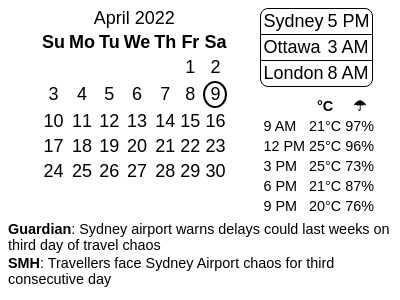 April 2022
Su Mo Tu We Th Fr Sa
1 2
3 4 5 6 7 8 9
10 11 12 13 14 15 16
17 18 19 20 21 22 23
24 25 26 27 28 29 30
Sydney 5 PM
Ottawa 3 AM
London 8 AM
°C ☂
9 AM 21°C 97%
12 PM 25°C 96%
3 PM 25°C 73%
6 PM 21°C 87%
9 PM 20°C 76%
Guardian: Sydney airport warns delays could last weeks on
third day of travel chaos
SMH: Travellers face Sydney Airport chaos for third
consecutive day